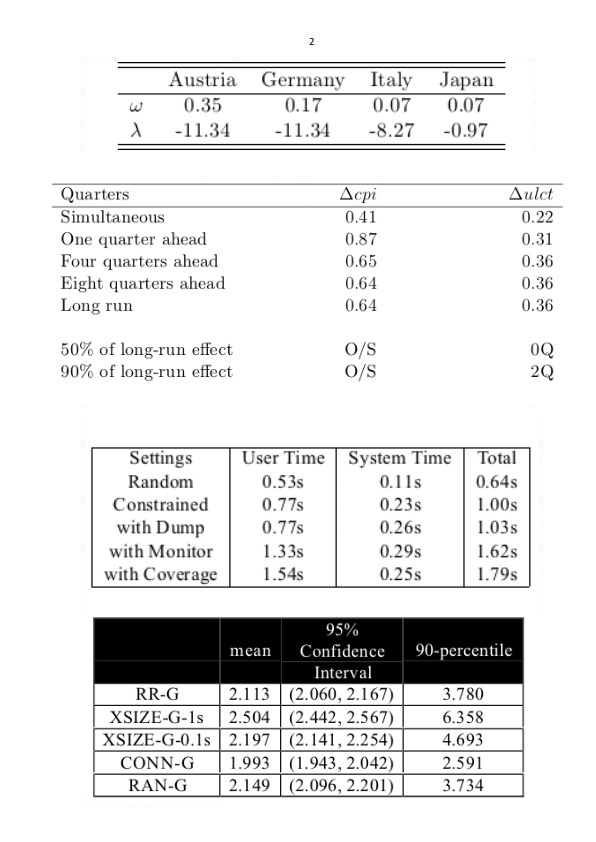 2
Austria Germany Italy Japan
ω 0.35 0.17 0.07 0.07
λ -11.34 -11.34 -8.27 -0.97
Quarters Δcpi Δulct
Simultaneous 0.41 0.22
One quarter ahead 0.87 0.31
Four quarters ahead 0.65 0.36
Eight quarters ahead 0.64 0.36
Long run 0.64 0.36
50% of long-run effect O/S 0Q
90% of long-run effect O/S 2Q
Settings User Time System Time Total
Random 0.53s 0.11s 0.64s
Constrained 0.77s 0.23s 1.00s
with Dump 0.77s 0.26s 1.03s
with Monitor 1.33s 0.29s 1.62s
with Coverage 1.54s 0.25s 1.79s
95%
mean Confidence 90-percentile
Interval
RR-G 2.113 (2.060, 2.167) 3.780
XSIZE-G-1s 2.504 (2.442, 2.567) 6.358
XSIZE-G-0.1s 2.197 (2.141, 2.254) 4.693
CONN-G 1.993 (1.943, 2.042) 2.591
RAN-G 2.149 (2.096, 2.201) 3.734